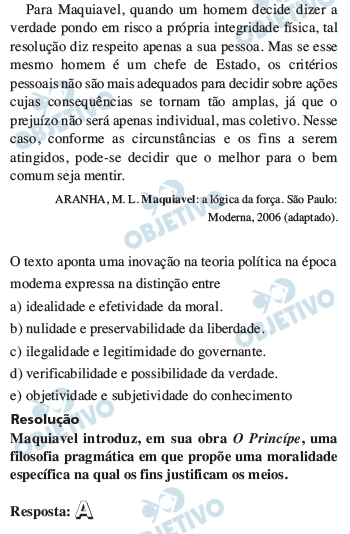 Para Maquiavel, quando um homem decide dizer a
verdade pondo em risco a própria integridade física, tal
resolução diz respeito apenas a sua pessoa. Mas se esse
mesmo homem é um chefe de Estado, os critérios
pessoais não são mais adequados para decidir sobre ações
cujas consequências se tornam tão amplas, já que o
prejuízo não será apenas individual, mas coletivo. Nesse
caso, conforme as circunstâncias e os fins a serem
atingidos, pode-se decidir que o melhor para o bem
comum seja mentir.
ARANHA, M. L. Maquiavel: a lógica da força. São Paulo:
Moderna, 2006 (adaptado).
O texto aponta uma inovação na teoria política na época
moderna expressa na distinção entre
a) idealidade e efetividade da moral.
b) nulidade e preservabilidade da liberdade.
c) ilegalidade e legitimidade do governante.
d) verificabilidade e possibilidade da verdade.
e) objetividade e subjetividade do conhecimento
Resolução
Maquiavel introduz, em sua obra O Princípe, uma
filosofia pragmática em que propõe uma moralidade
específica na qual os fins justificam os meios.
Resposta: A
OBJETIVO
OBJETIVO
OBJETIVO
OBJETIVO
OBJETIVO
OBJETIVO